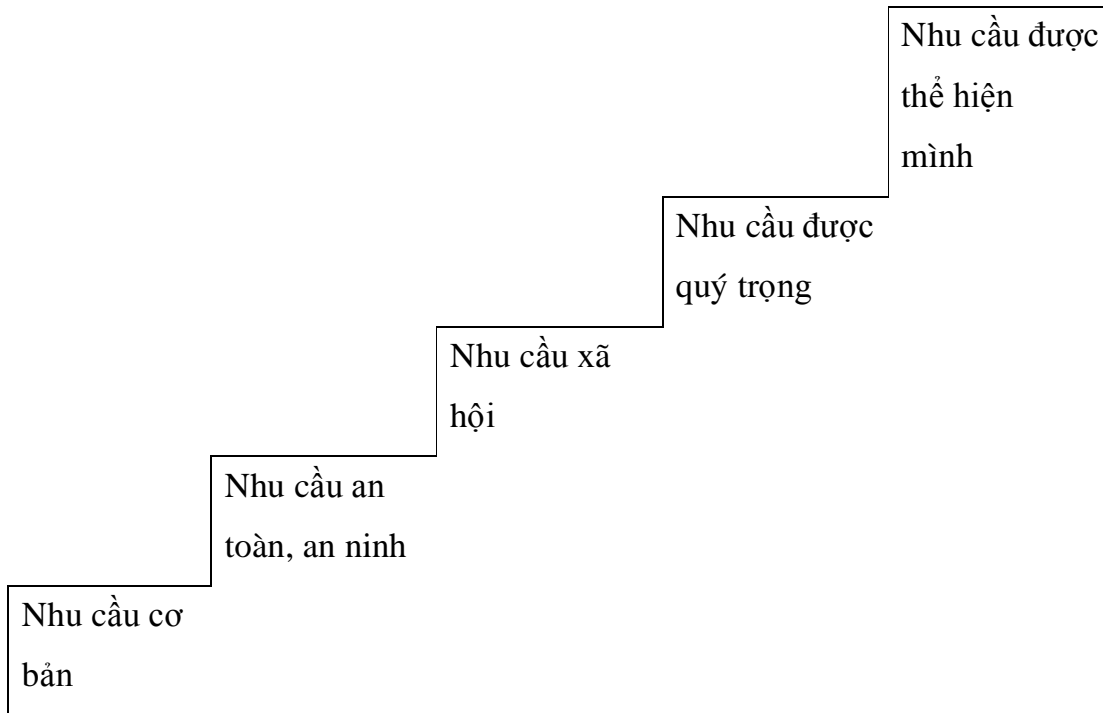 Nhu cầu được
thể hiện
mình
Nhu cầu được
quý trọng
Nhu cầu xã
hội
Nhu cầu an
toàn, an ninh
Nhu cầu cơ
bản